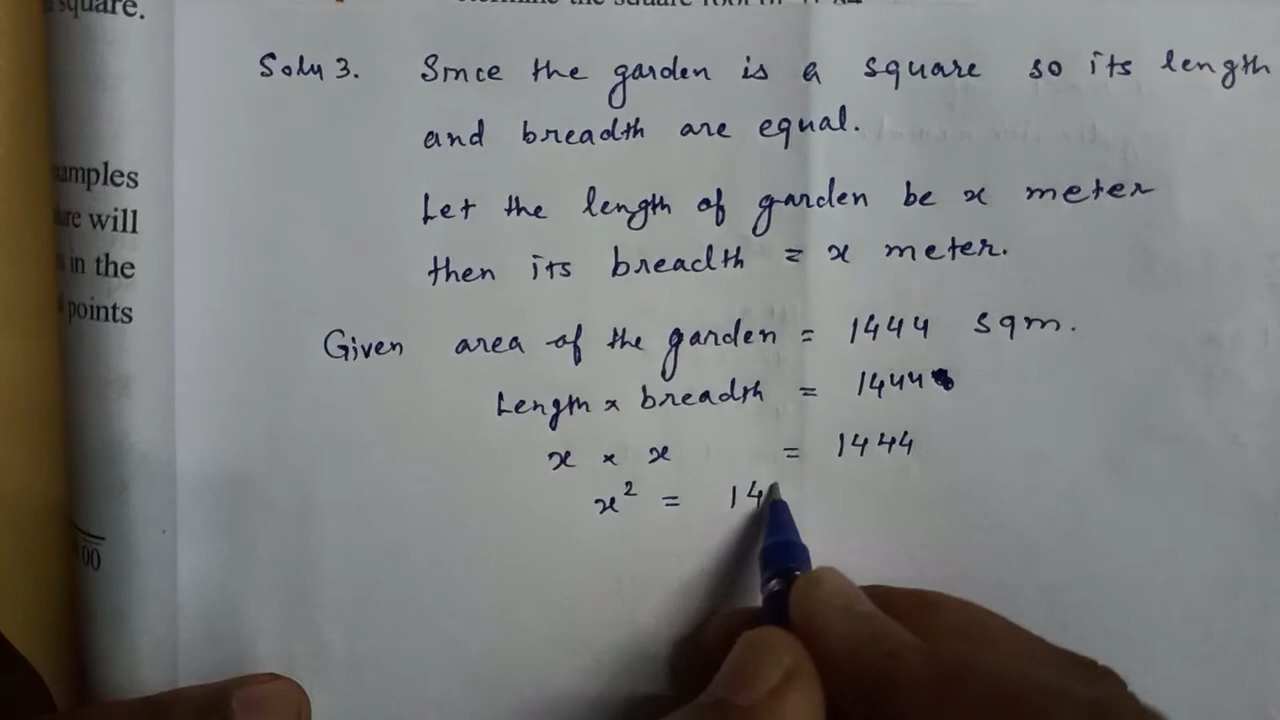 square.
Soln 3. Since the garden is a square so its length
and breadth are equal.
Let the length of garden be x meter
then its breadth = x meter.
Given area of the garden = 1444 sqm.
Length x breadth = 1444
x x x = 1444
x² = 14
will
in the
points
00